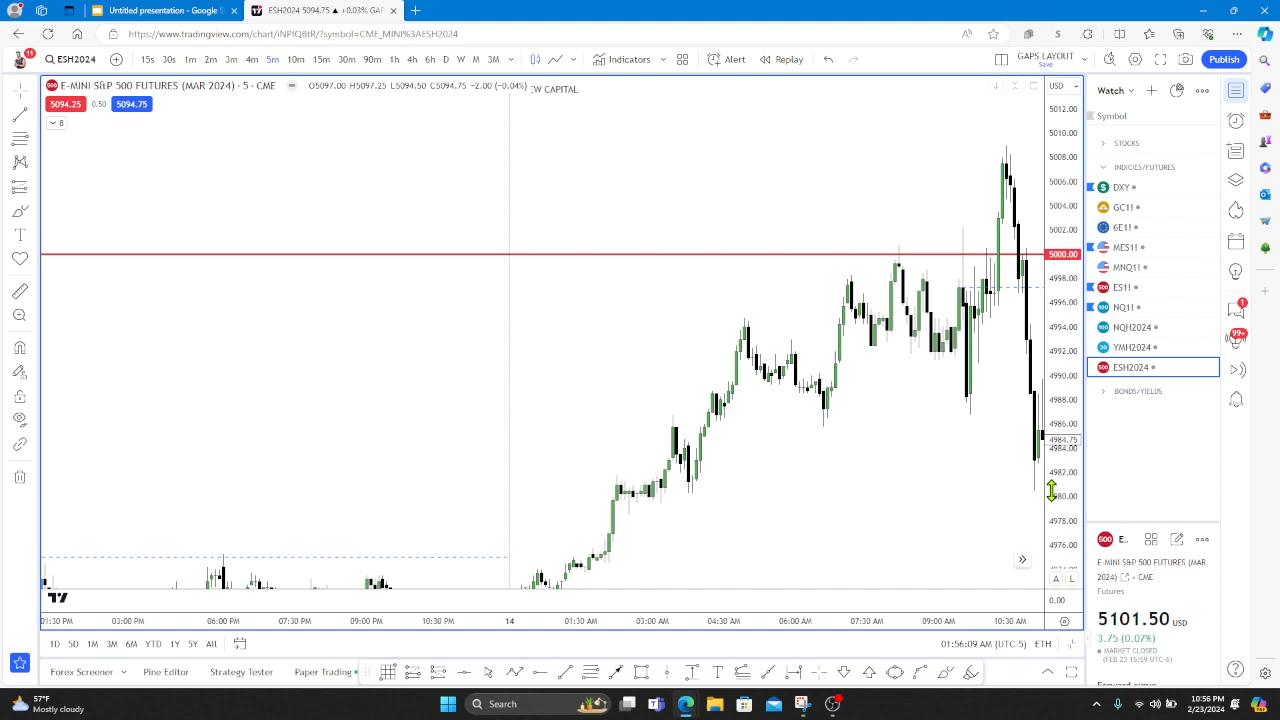 Untitled presentation - Google S
ESH2024 5094.75 ▲ +0.03% GAP
https://www.tradingview.com/chart/iNPfQ8tR/?symbol=CME_MINI%3AESH2024
11
ESH2024
15s 30s 1m 2m 3m 4m 5m 10m 15m 30m 90m 1h 4h 6h D W M 3M
Indicators
Alert
Replay
GAPS LAYOUT
Save
Publish
E-MINI S&P 500 FUTURES (MAR 2024) · 5 · CME
O5097.00 H5097.25 L5094.50 C5094.75 −2.00 (−0.04%)
EW CAPITAL
USD
5094.25 0.50 5094.75
8
5012.00
5010.00
5008.00
5006.00
5004.00
5002.00
5000.00
4998.00
4996.00
4994.00
4992.00
4990.00
4988.00
4986.00
4984.75
4984.00
4982.00
4980.00
4978.00
4976.00
A L
0.00
01:30 PM 03:00 PM 06:00 PM 07:30 PM 09:00 PM 10:30 PM 14 01:30 AM 03:00 AM 04:30 AM 06:00 AM 07:30 AM 09:00 AM 10:30 AM
1D 5D 1M 3M 6M YTD 1Y 5Y All
01:56:09 AM (UTC-5) ETH
Forex Screener
Pine Editor
Strategy Tester
Paper Trading
Watch
Symbol
STOCKS
INDICIES/FUTURES
DXY
GC1!
6E1!
MES1!
MNQ1!
ES1!
NQ1!
NQH2024
YMH2024
ESH2024
BONDS/YIELDS
1
99+
500 E..
E-MINI S&P 500 FUTURES (MAR
2024) · CME
Futures
5101.50 USD
3.75 (0.07%)
MARKET CLOSED
(FEB 23 15:59 UTC-6)
57°F
Mostly cloudy
Search
10:56 PM
2/23/2024